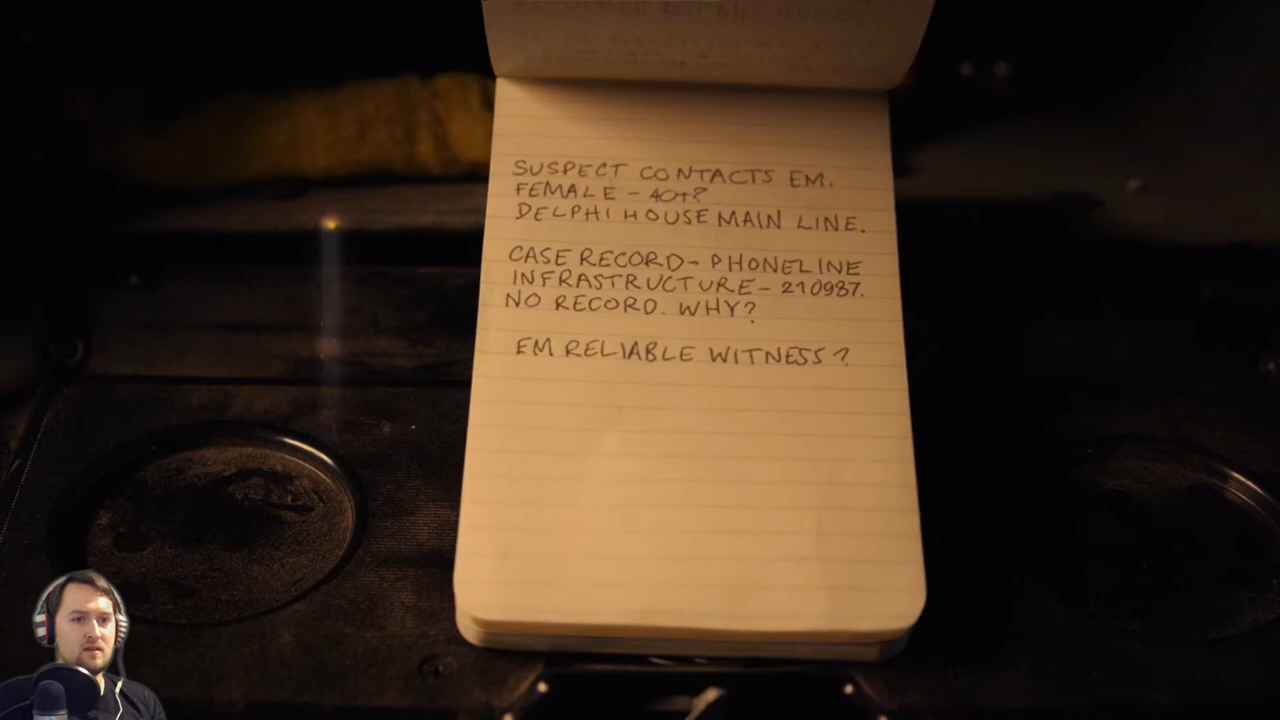 SUSPECT CONTACTS EM.
FEMALE - 40+?
DELPHI HOUSE MAIN LINE.
CASE RECORD- PHONELINE
INFRASTRUCTURE- 210987.
NO RECORD. WHY?
EM RELIABLE WITNESS?